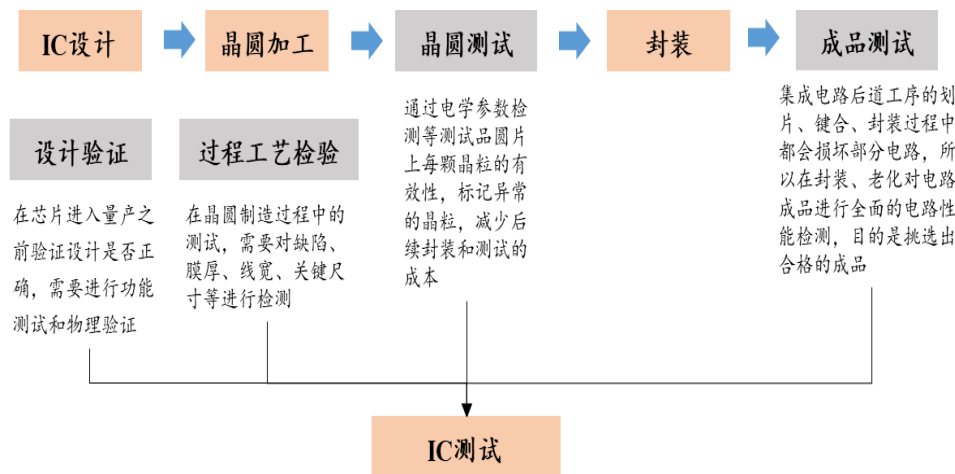 IC设计
晶圆加工
晶圆测试
封装
成品测试
设计验证
在芯片进入量产之
前验证设计是否正
确，需要进行功能
测试和物理验证
过程工艺检验
在晶圆制造过程中的
测试，需要对缺陷、
膜厚、线宽、关键尺
寸等进行检测
通过电学参数检
测等测试品圆片
上每颗晶粒的有
效性，标记异常
的晶粒，减少后
续封装和测试的
成本
集成电路后道工序的划
片、键合、封装过程中
都会损坏部分电路，所
以在封装、老化对电路
成品进行全面的电路性
能检测，目的是挑选出
合格的成品
IC测试